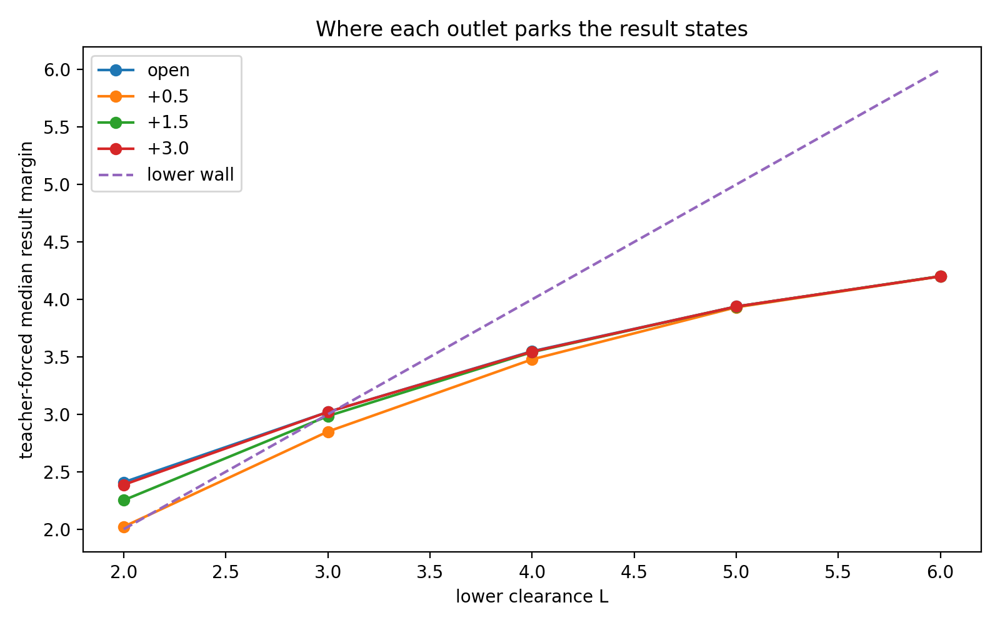 Where each outlet parks the result states
open
+0.5
+1.5
+3.0
lower wall
teacher-forced median result margin
6.0
5.5
5.0
4.5
4.0
3.5
3.0
2.5
2.0
2.0 2.5 3.0 3.5 4.0 4.5 5.0 5.5 6.0
lower clearance L